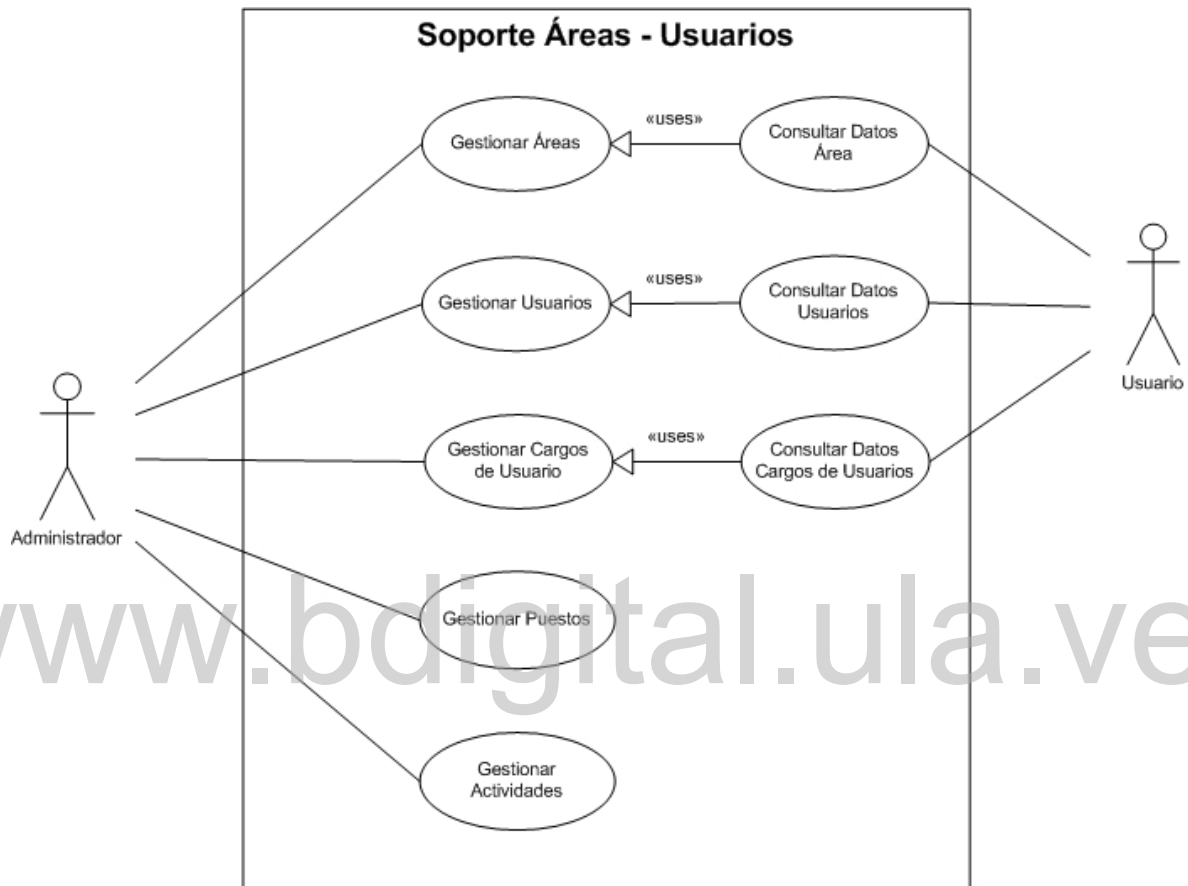 Soporte Áreas - Usuarios
Gestionar Áreas
«uses»
Consultar Datos
Área
Gestionar Usuarios
«uses»
Consultar Datos
Usuarios
Usuario
Gestionar Cargos
de Usuario
«uses»
Consultar Datos
Cargos de Usuarios
Administrador
Gestionar Puestos
www.bdigital.ula.ve
Gestionar
Actividades